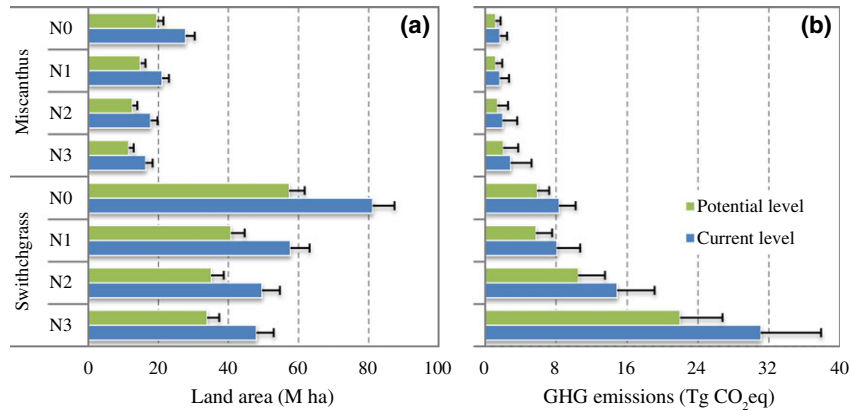 (a)
(b)
Miscanthus
N0
N1
N2
N3
Swithchgrass
N0
N1
N2
N3
Potential level
Current level
0 20 40 60 80 100
0 8 16 24 32 40
Land area (M ha)
GHG emissions (Tg CO₂eq)